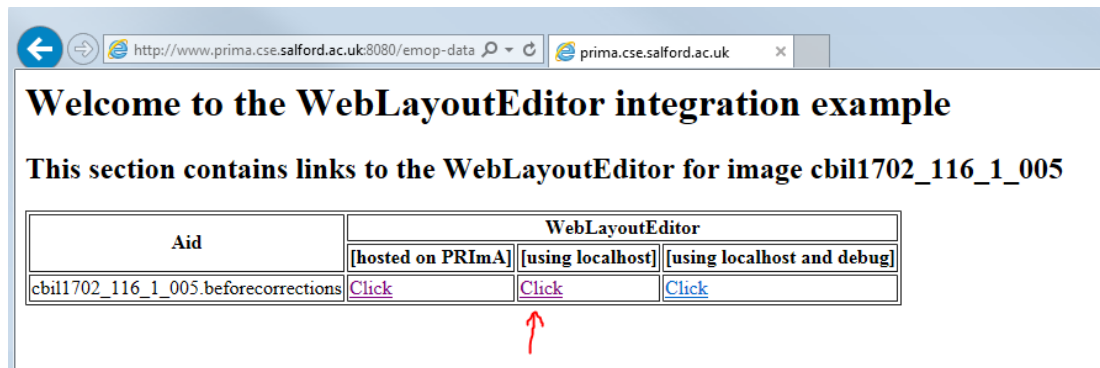 http://www.prima.cse.salford.ac.uk:8080/emop-data prima.cse.salford.ac.uk
Welcome to the WebLayoutEditor integration example
This section contains links to the WebLayoutEditor for image cbil1702_116_1_005
Aid WebLayoutEditor
[hosted on PRImA] [using localhost] [using localhost and debug]
cbil1702_116_1_005.beforecorrections Click Click Click